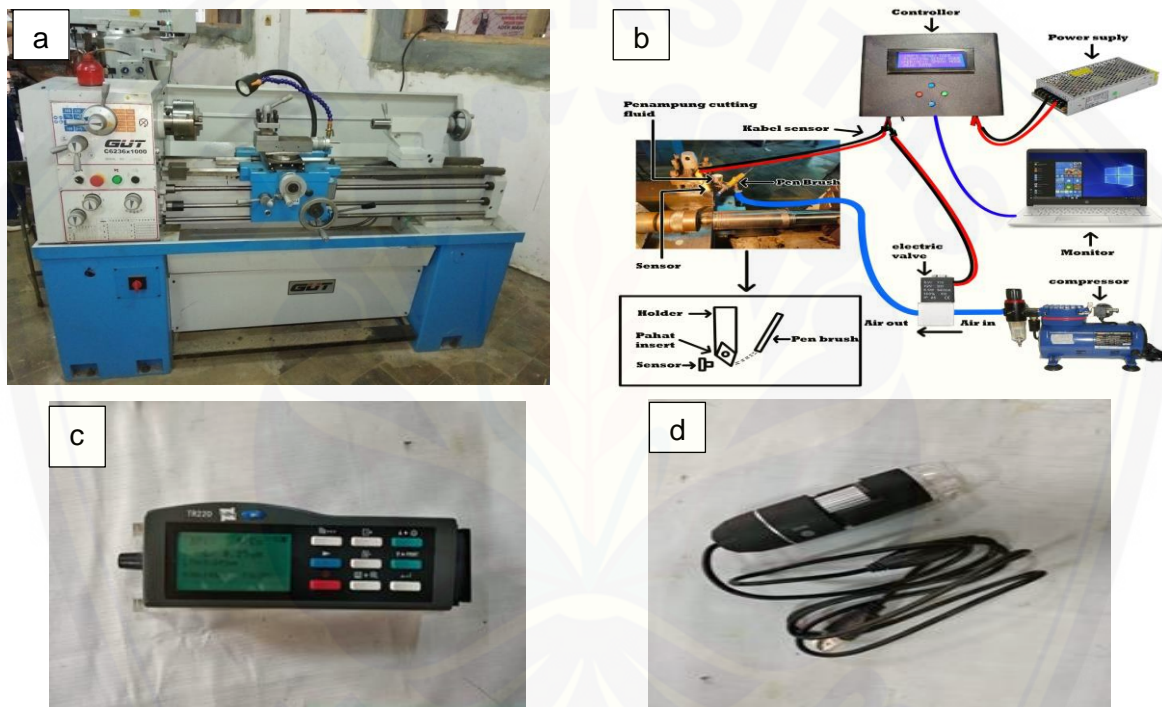 a
GUT
C6236x1000
GUT
b
Controller
Power suply
Penampung cutting
fluid
Kabel sensor
Pen Brush
Sensor
electric
valve
Monitor
compressor
Air out
Air in
Holder
Pahat
insert
Pen brush
Sensor
c
TR220
d